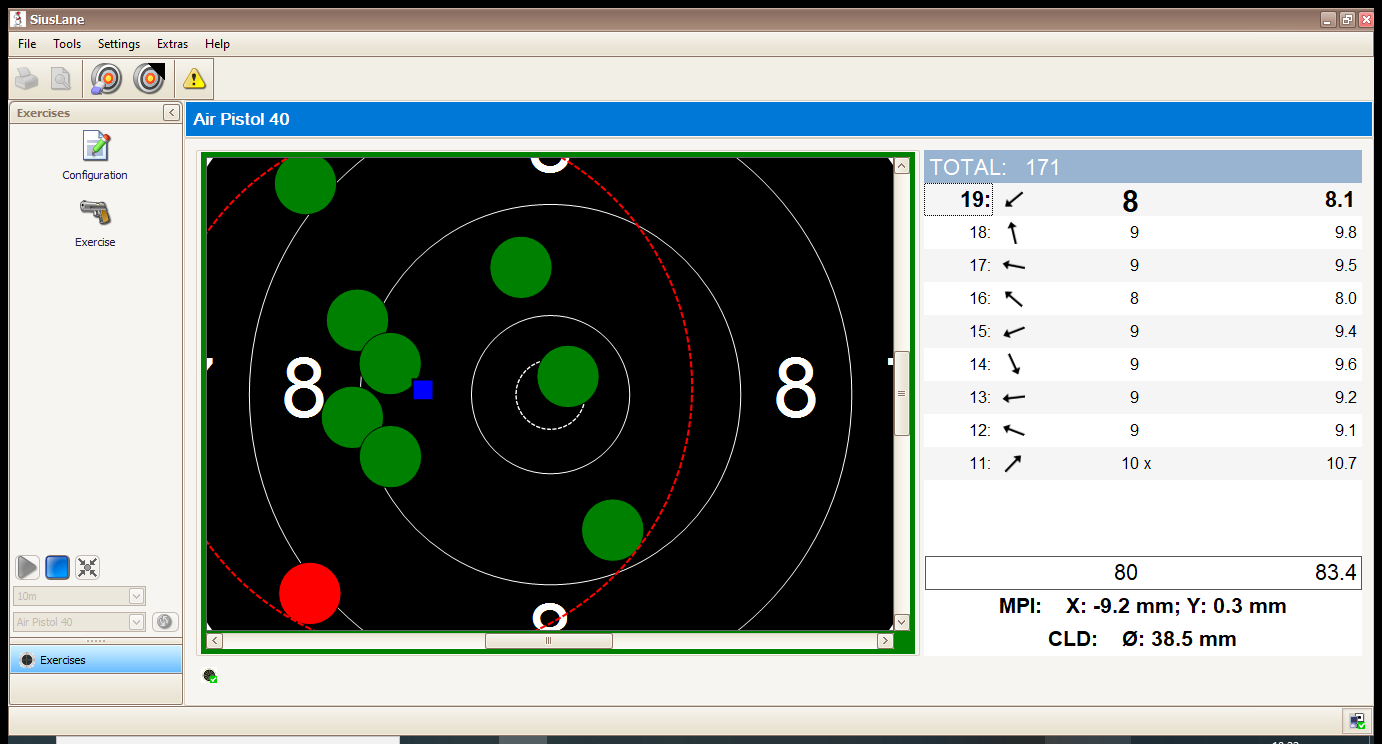 SiusLane
File Tools Settings Extras Help
Exercises
Air Pistol 40
Configuration
Exercise
10m
Air Pistol 40
Exercises
8 8
TOTAL: 171
19: 8 8.1
18: 9 9.8
17: 9 9.5
16: 8 8.0
15: 9 9.4
14: 9 9.6
13: 9 9.2
12: 9 9.1
11: 10 x 10.7
80 83.4
MPI: X: -9.2 mm; Y: 0.3 mm
CLD: Ø: 38.5 mm